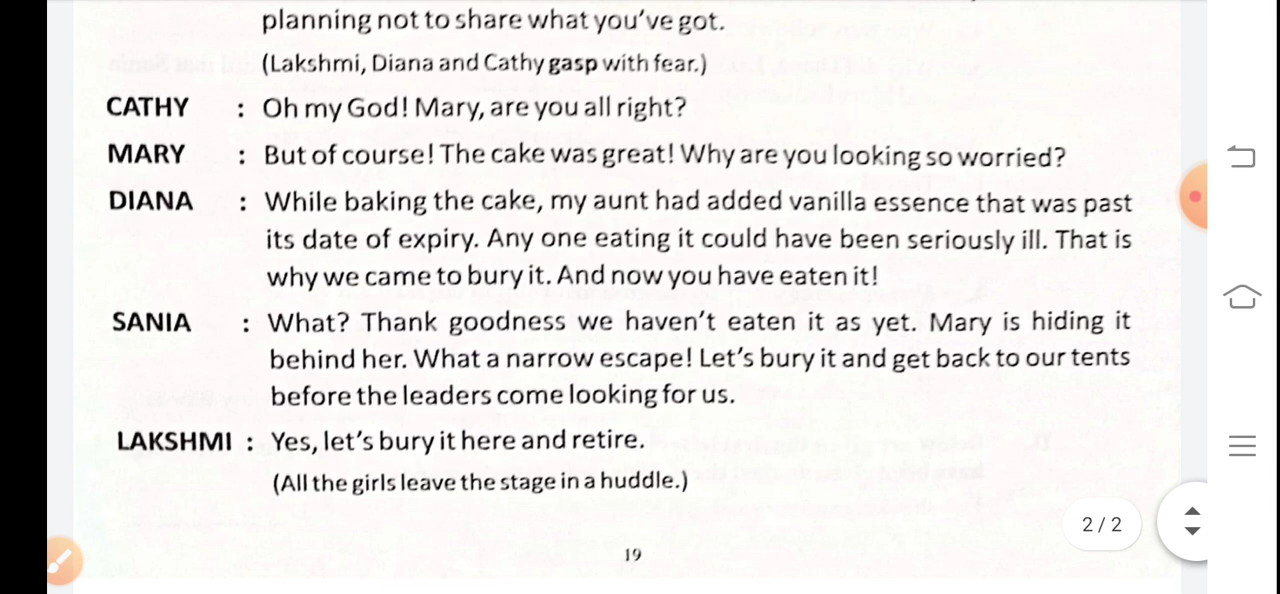 planning not to share what you've got.
(Lakshmi, Diana and Cathy gasp with fear.)
CATHY : Oh my God! Mary, are you all right?
MARY : But of course! The cake was great! Why are you looking so worried?
DIANA : While baking the cake, my aunt had added vanilla essence that was past
its date of expiry. Any one eating it could have been seriously ill. That is
why we came to bury it. And now you have eaten it!
SANIA : What? Thank goodness we haven't eaten it as yet. Mary is hiding it
behind her. What a narrow escape! Let's bury it and get back to our tents
before the leaders come looking for us.
LAKSHMI : Yes, let's bury it here and retire.
(All the girls leave the stage in a huddle.)
2 / 2
19